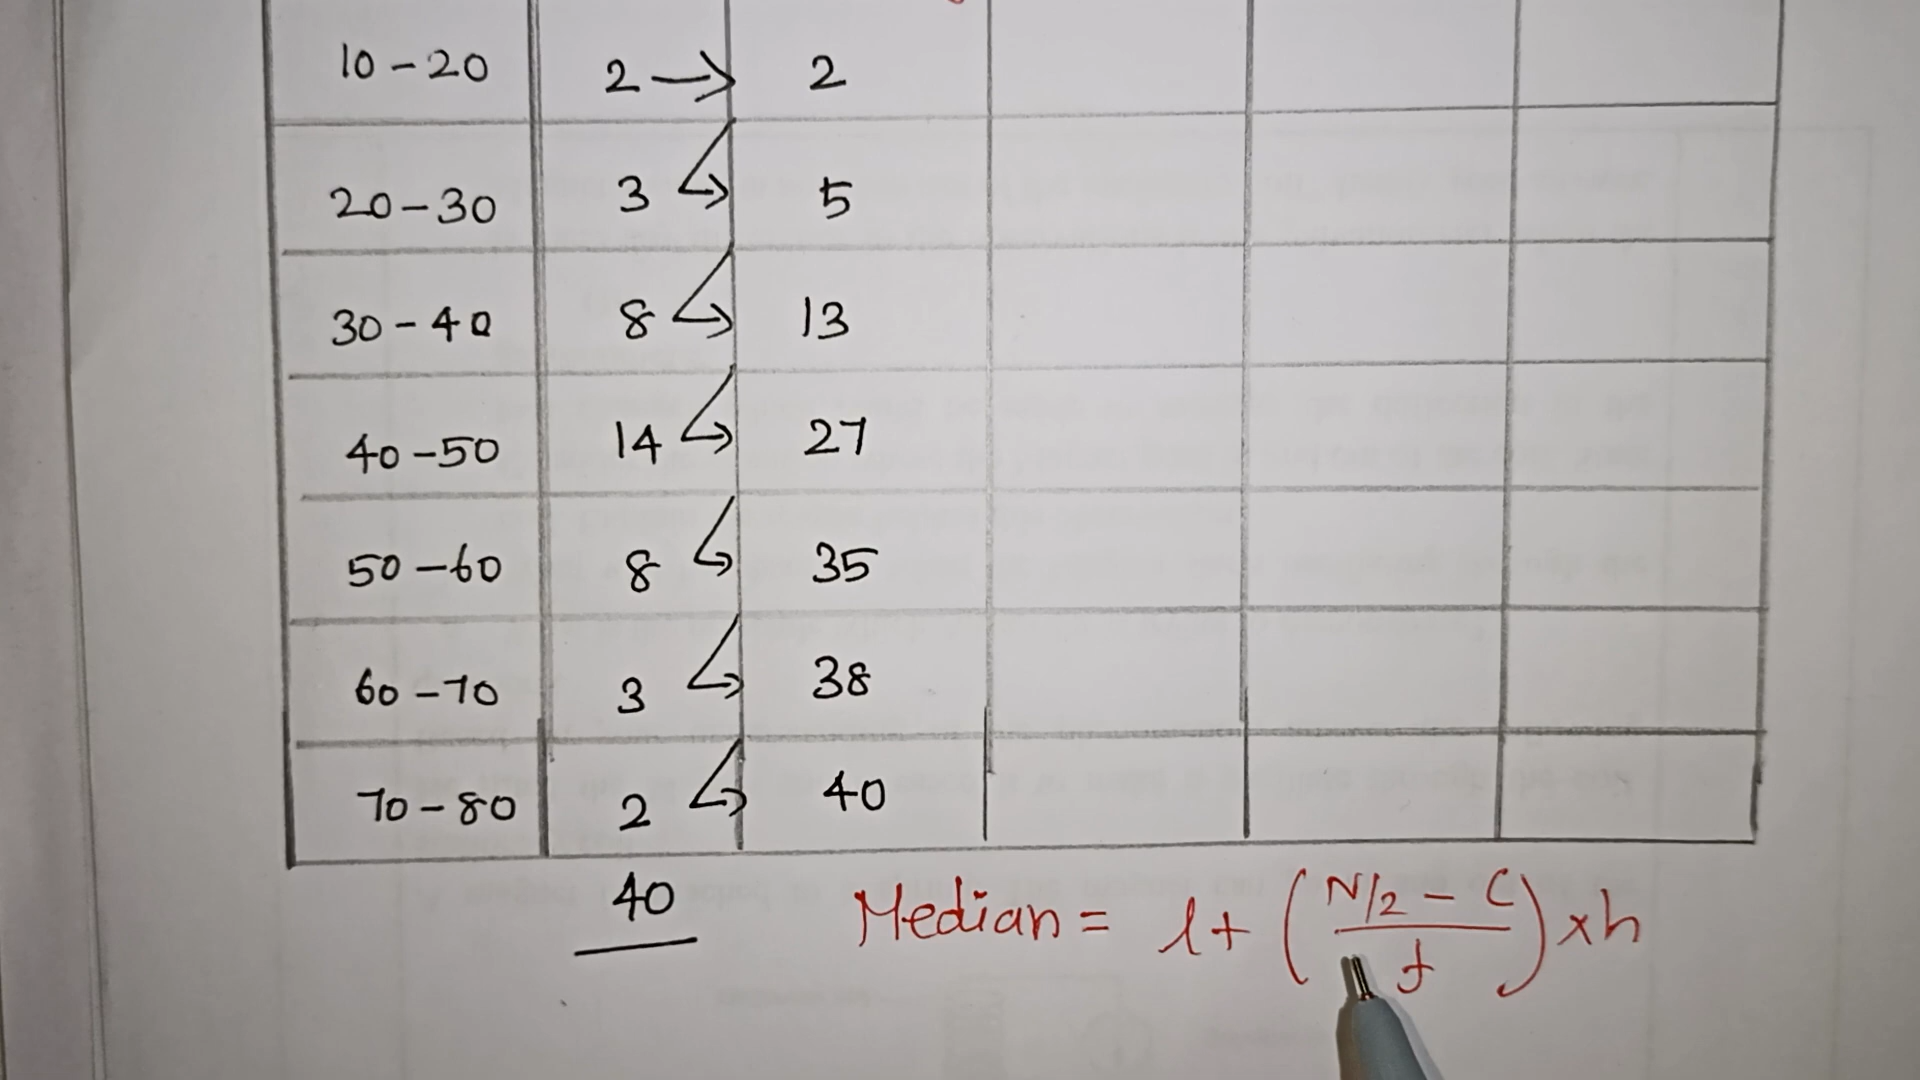 10-20 2 → 2
20-30 3 5
30-40 8 13
40-50 14 27
50-60 8 35
60-70 3 38
70-80 2 40
40
Median = l + (N/2 - C / f) × h